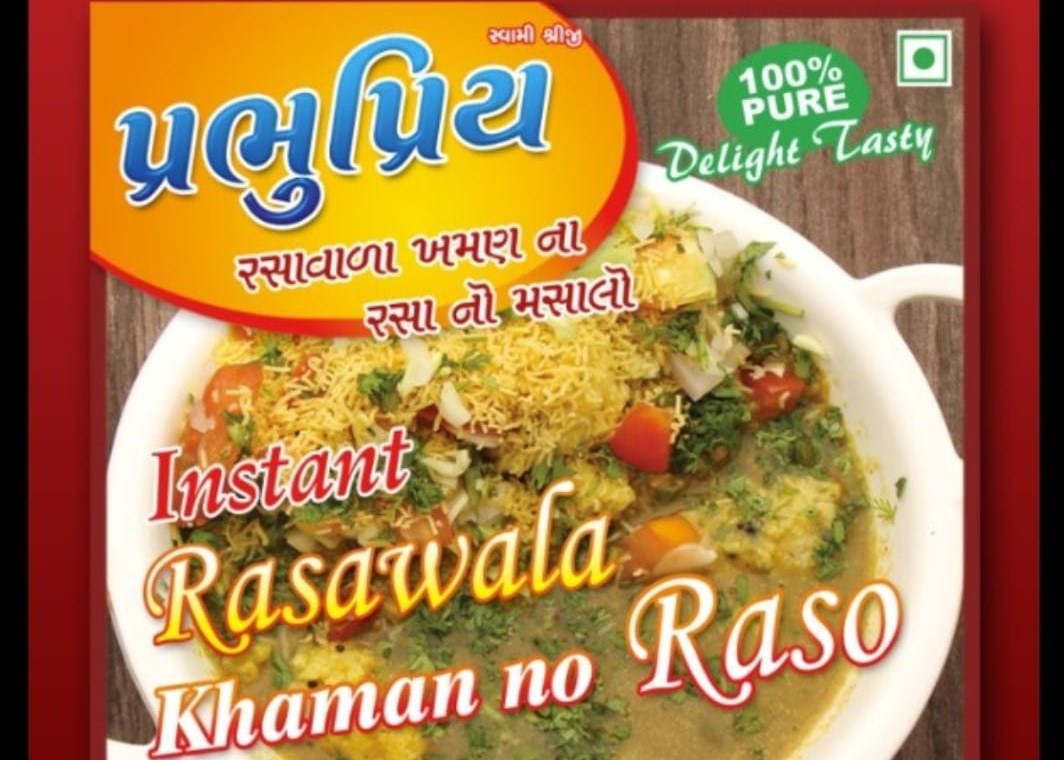 સ્વામી શ્રીજી
પ્રભુપ્રિય
રસાવાળા ખમણ ના
રસા નો મસાલો
100%
PURE
Delight Tasty
Instant
Rasawala
Khaman no Raso